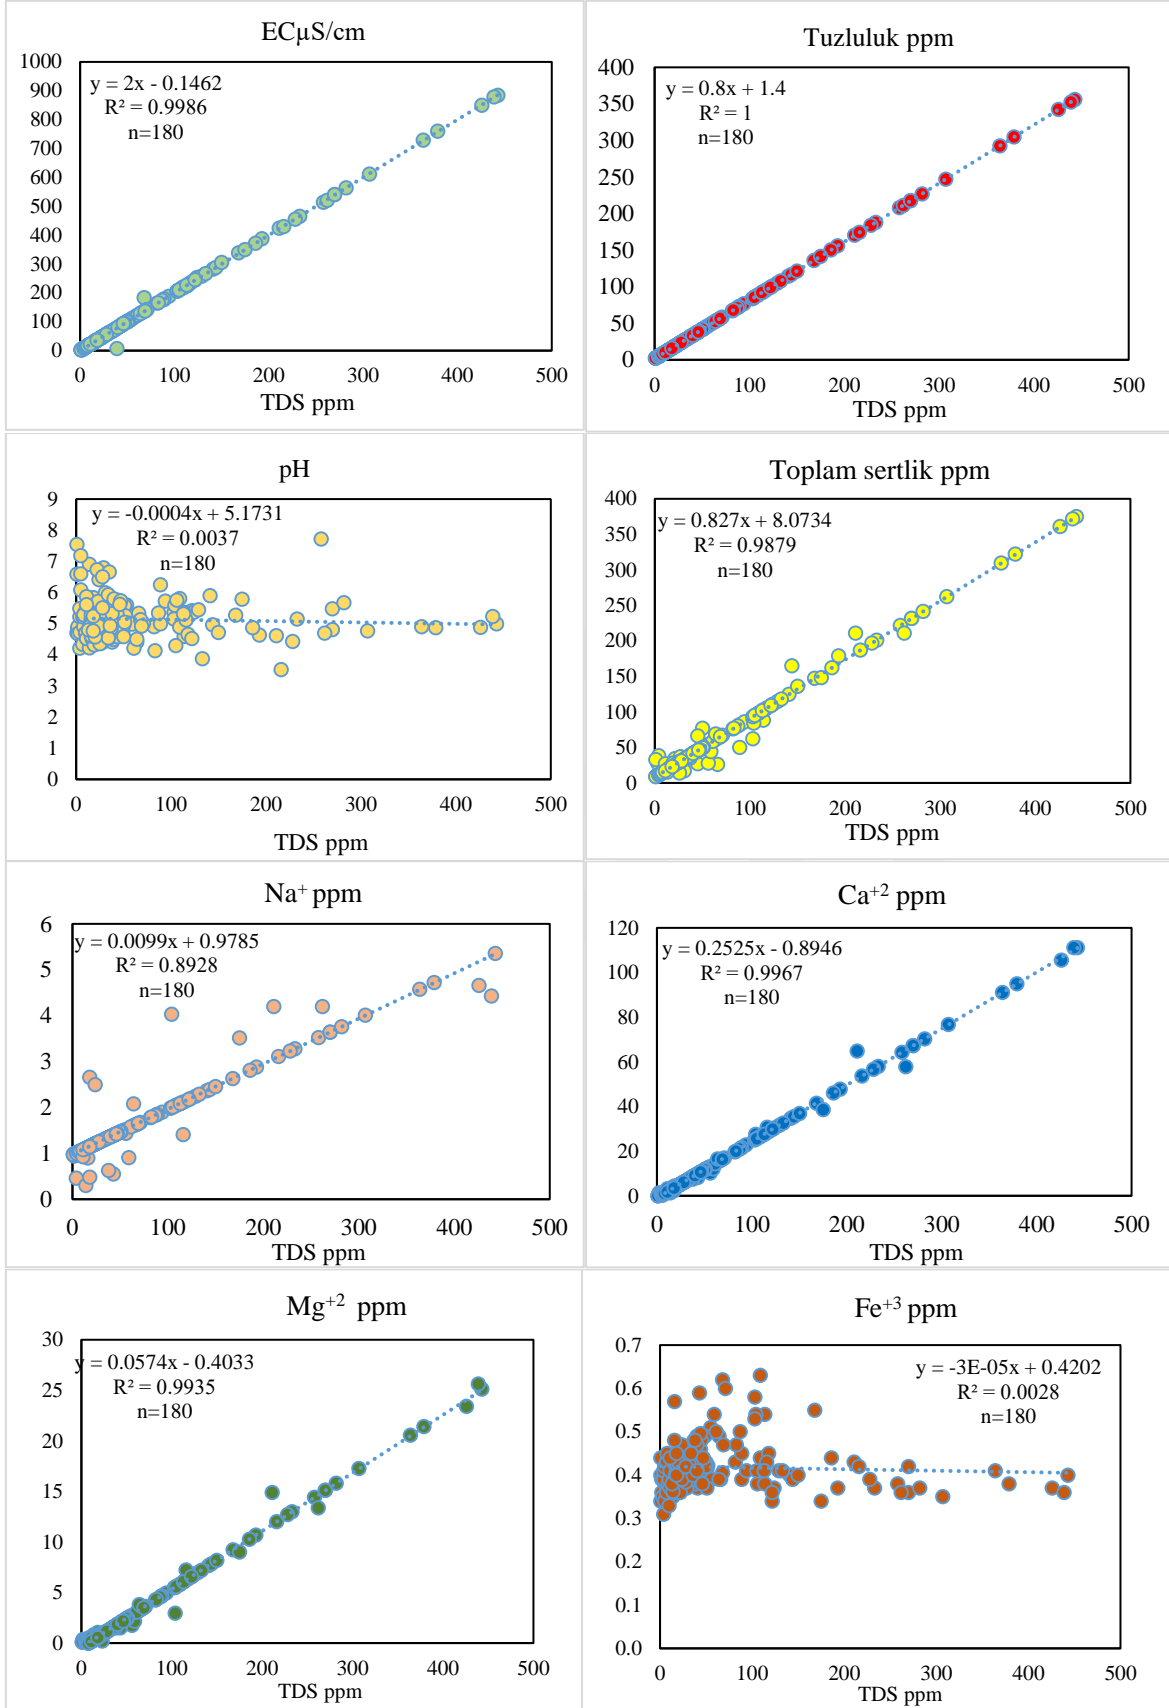 ECµS/cm
y = 2x - 0.1462
R² = 0.9986
n=180
1000
900
800
700
600
500
400
300
200
100
0
0 100 200 300 400 500
TDS ppm
Tuzluluk ppm
y = 0.8x + 1.4
R² = 1
n=180
400
350
300
250
200
150
100
50
0
0 100 200 300 400 500
TDS ppm
pH
y = -0.0004x + 5.1731
R² = 0.0037
n=180
9
8
7
6
5
4
3
2
1
0
0 100 200 300 400 500
TDS ppm
Toplam sertlik ppm
y = 0.827x + 8.0734
R² = 0.9879
n=180
400
350
300
250
200
150
100
50
0
0 100 200 300 400 500
TDS ppm
Na⁺ ppm
y = 0.0099x + 0.9785
R² = 0.8928
n=180
6
5
4
3
2
1
0
0 100 200 300 400 500
TDS ppm
Ca⁺² ppm
y = 0.2525x - 0.8946
R² = 0.9967
n=180
120
100
80
60
40
20
0
0 100 200 300 400 500
TDS ppm
Mg⁺² ppm
y = 0.0574x - 0.4033
R² = 0.9935
n=180
30
25
20
15
10
5
0
0 100 200 300 400 500
TDS ppm
Fe⁺³ ppm
y = -3E-05x + 0.4202
R² = 0.0028
n=180
0.7
0.6
0.5
0.4
0.3
0.2
0.1
0.0
0 100 200 300 400 500
TDS ppm